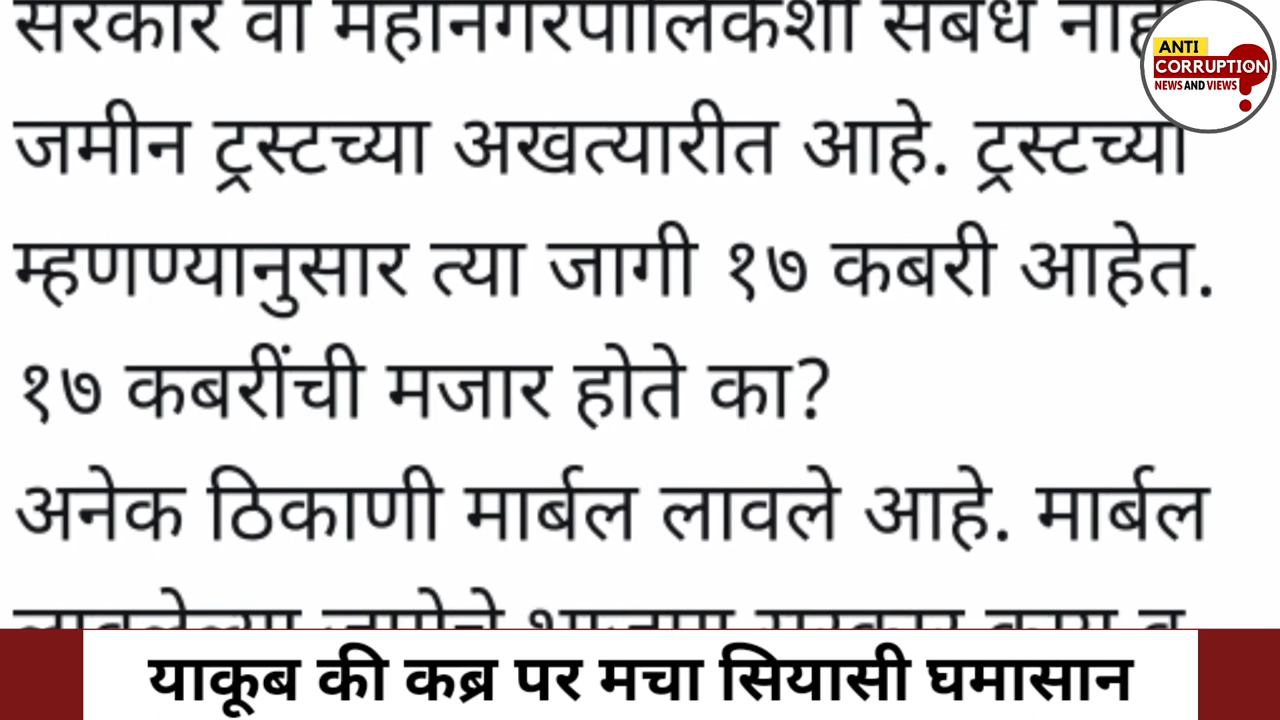 सरकार वा महानगरपालिकेशी संबंध नाही
जमीन ट्रस्टच्या अखत्यारीत आहे. ट्रस्टच्या
म्हणण्यानुसार त्या जागी १७ कबरी आहेत.
१७ कबरींची मजार होते का?
अनेक ठिकाणी मार्बल लावले आहे. मार्बल
ANTI
CORRUPTION
NEWS AND VIEWS
याकूब की कब्र पर मचा सियासी घमासान